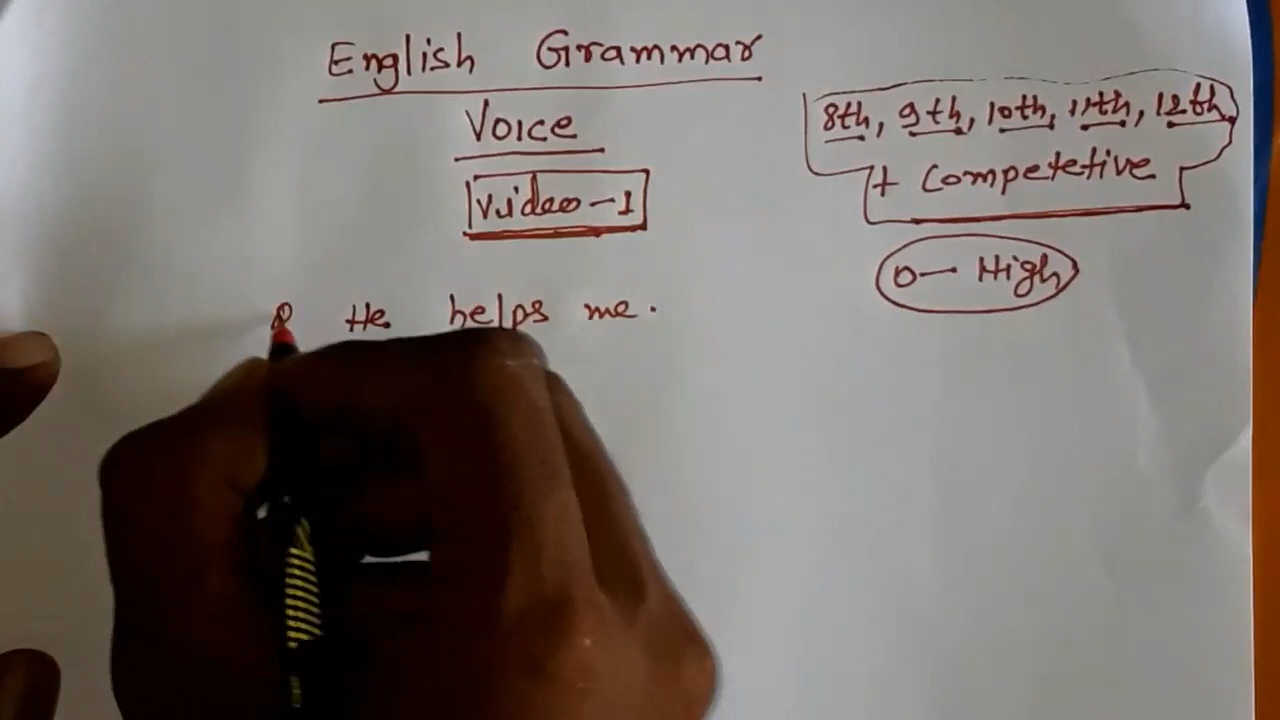 English Grammar
Voice
Video-1
8th, 9th, 10th, 11th, 12th
+ Competetive
0— High
He helps me.